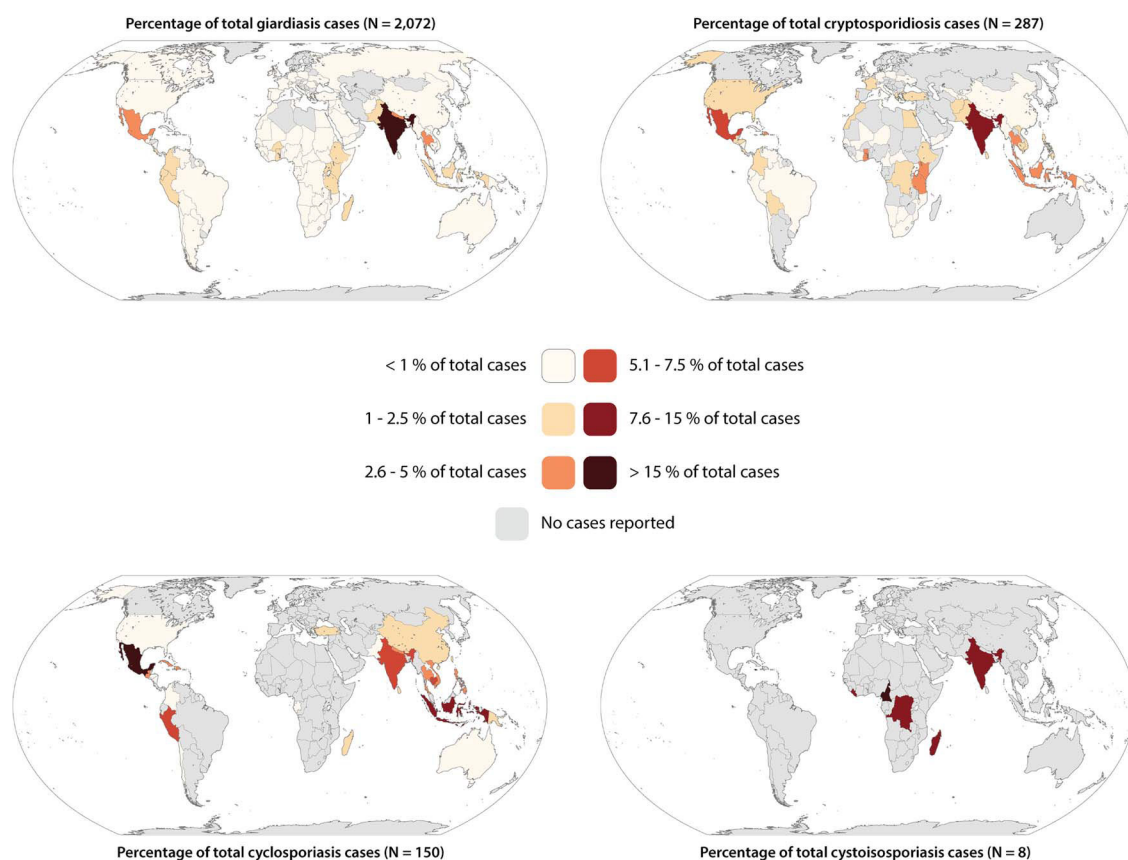 Percentage of total giardiasis cases (N = 2,072)
Percentage of total cryptosporidiosis cases (N = 287)
< 1 % of total cases
5.1 - 7.5 % of total cases
1 - 2.5 % of total cases
7.6 - 15 % of total cases
2.6 - 5 % of total cases
> 15 % of total cases
No cases reported
Percentage of total cyclosporiasis cases (N = 150)
Percentage of total cystoisosporiasis cases (N = 8)